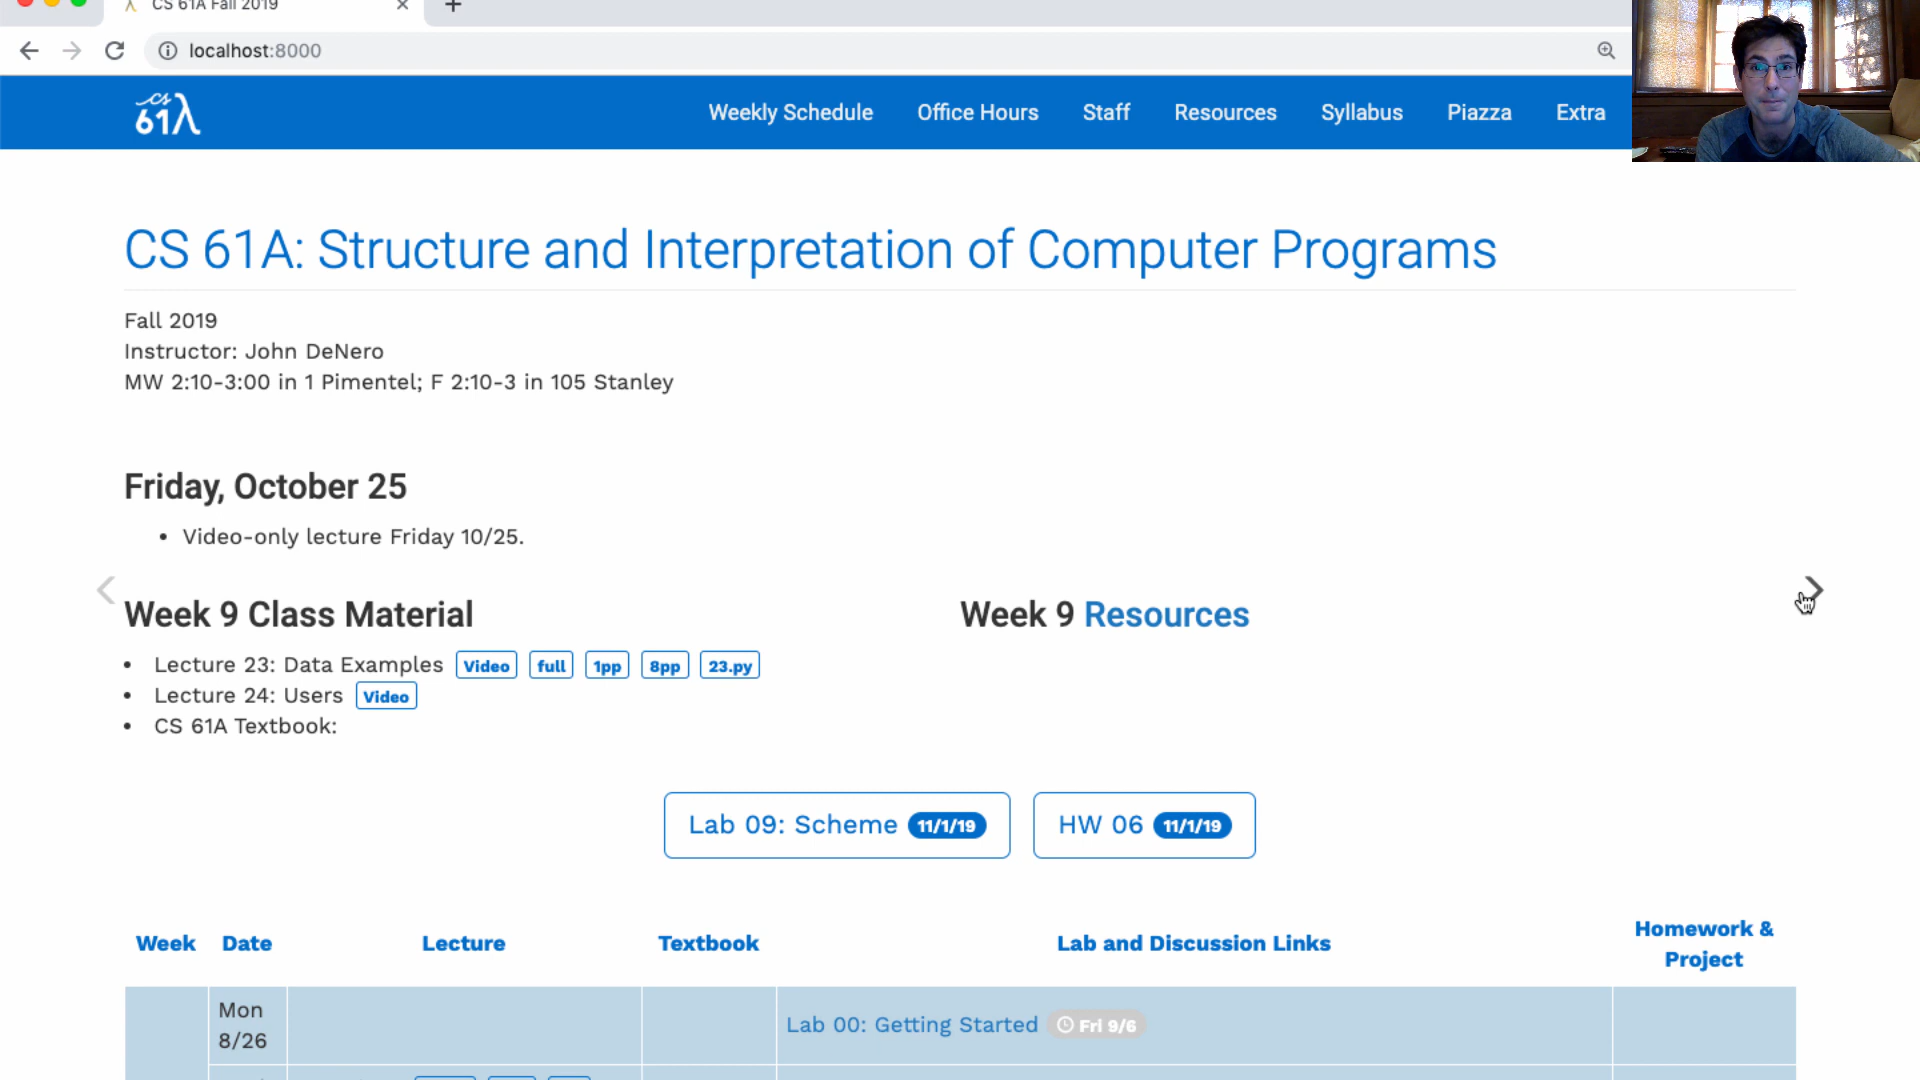 CS 61A Fall 2019
localhost:8000
cs
61λ
Weekly Schedule Office Hours Staff Resources Syllabus Piazza Extra
CS 61A: Structure and Interpretation of Computer Programs
Fall 2019
Instructor: John DeNero
MW 2:10-3:00 in 1 Pimentel; F 2:10-3 in 105 Stanley
Friday, October 25
• Video-only lecture Friday 10/25.
Week 9 Class Material
• Lecture 23: Data Examples Video full 1pp 8pp 23.py
• Lecture 24: Users Video
• CS 61A Textbook:
Week 9 Resources
Lab 09: Scheme 11/1/19
HW 06 11/1/19
Week Date Lecture Textbook Lab and Discussion Links Homework &
Project
Mon
8/26
Lab 00: Getting Started Fri 9/6